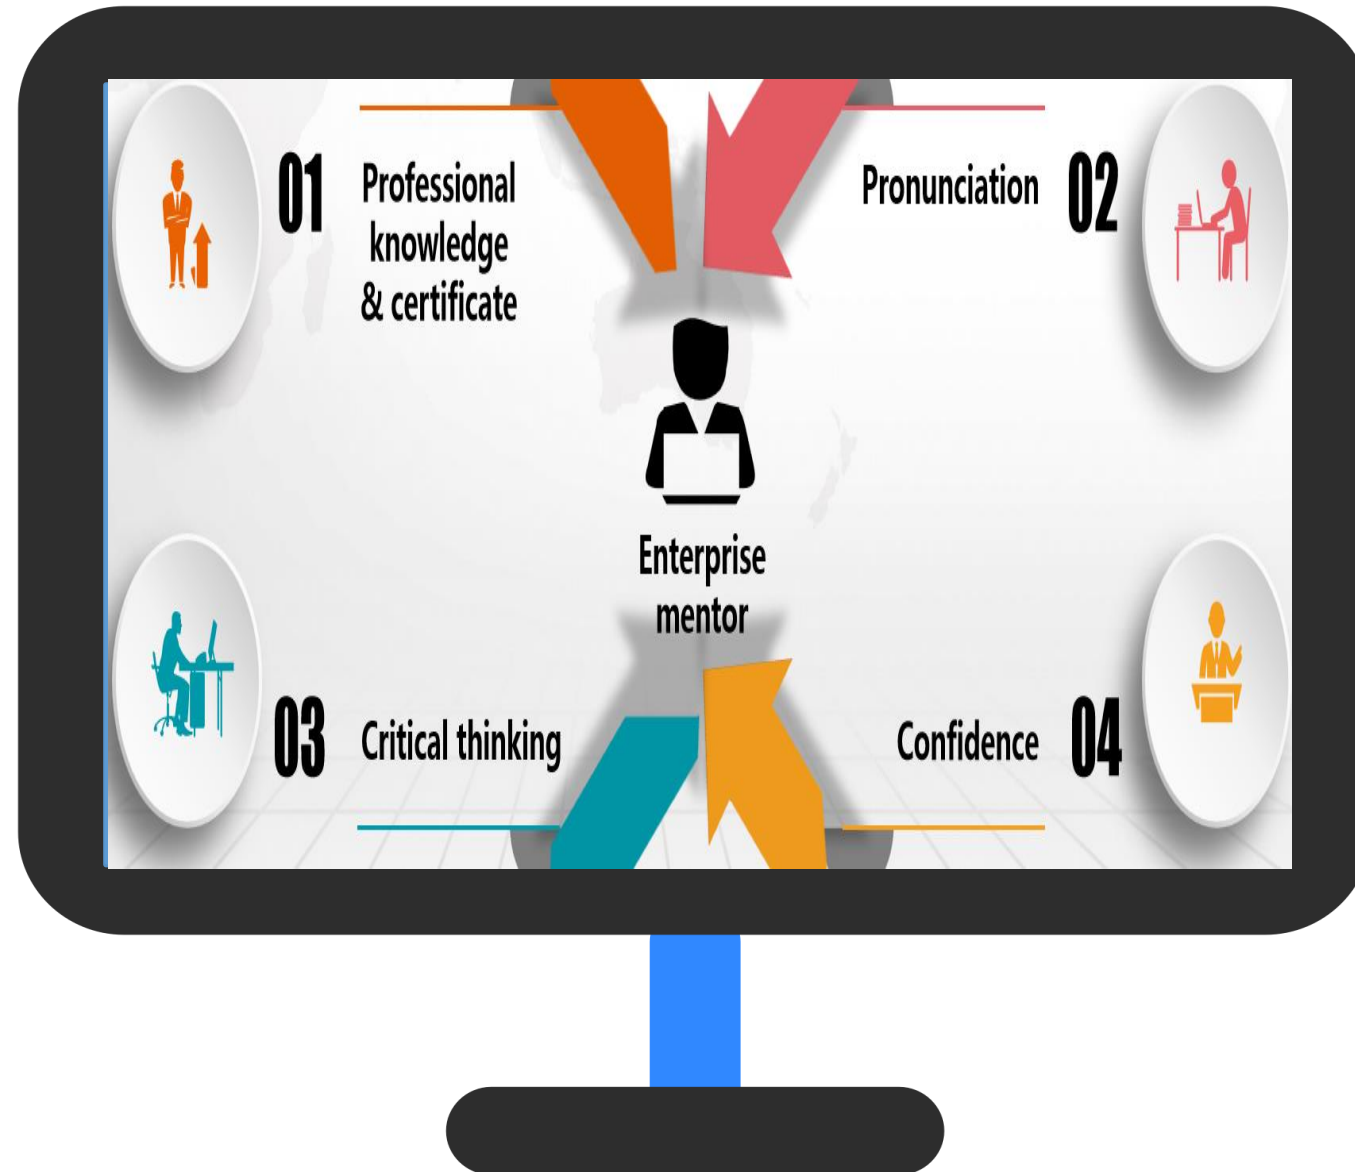 01
Professional
knowledge
& certificate
Pronunciation
02
Enterprise
mentor
03
Critical thinking
Confidence
04